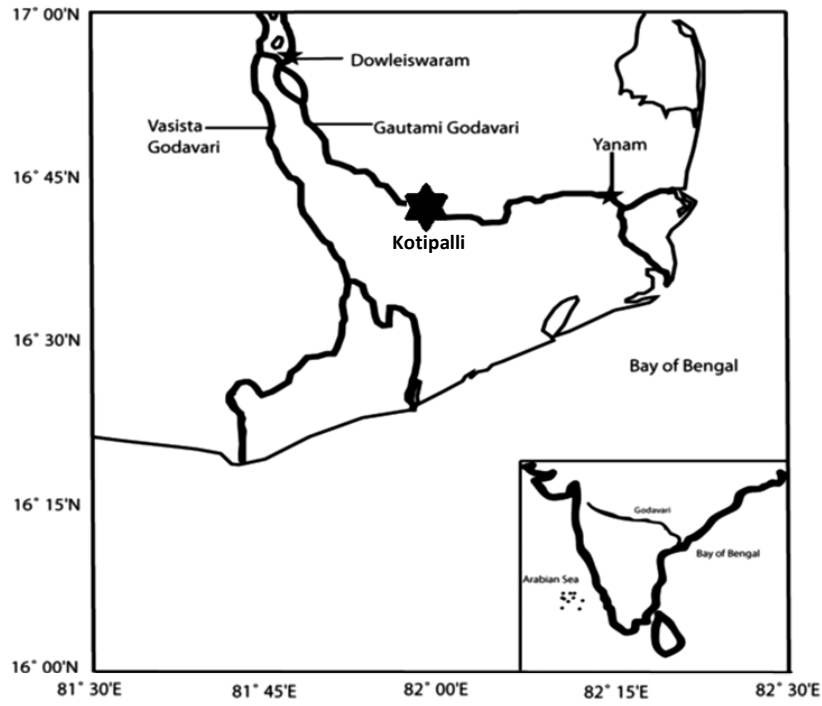 17˚ 00'N
Dowleiswaram
Vasista
Godavari
Gautami Godavari
Yanam
16˚ 45'N
Kotipalli
16˚ 30'N
Bay of Bengal
16˚ 15'N
Godavari
Bay of Bengal
Arabian Sea
16˚ 00'N
81˚ 30'E
81˚ 45'E
82˚ 00'E
82˚ 15'E
82˚ 30'E